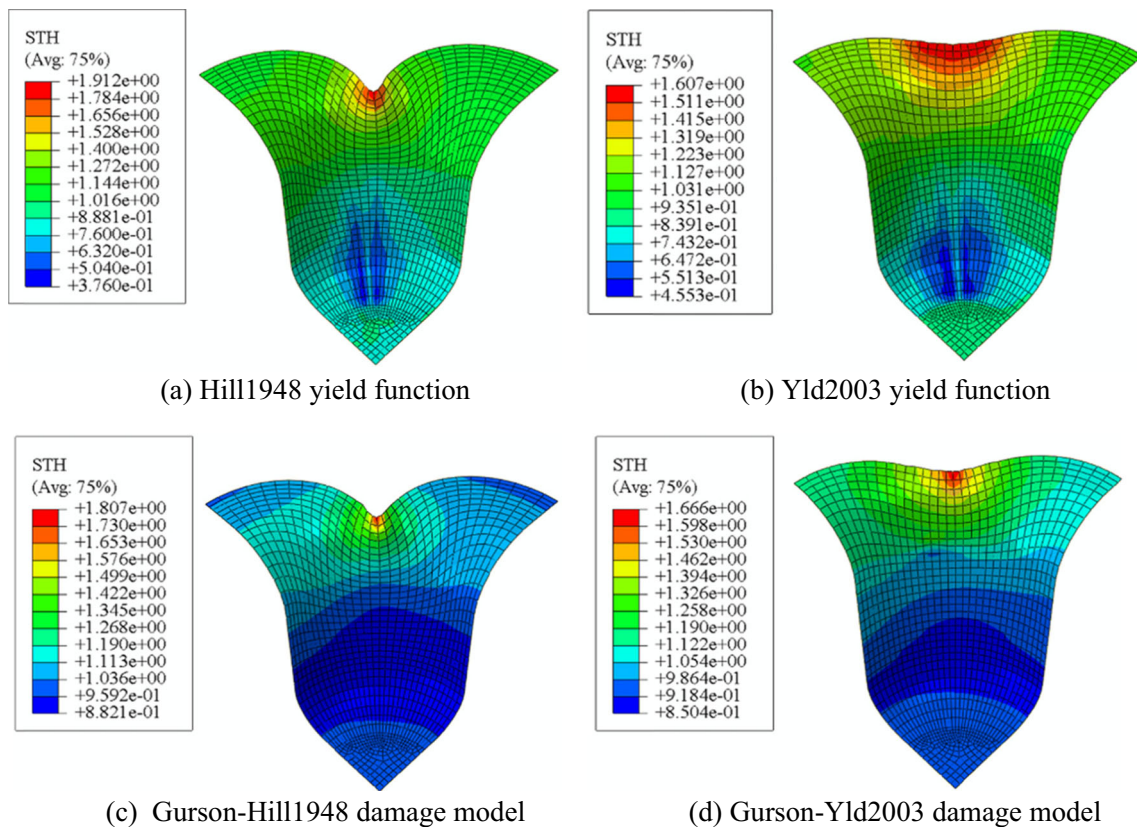 STH
(Avg: 75%)
+1.912e+00
+1.784e+00
+1.656e+00
+1.528e+00
+1.400e+00
+1.272e+00
+1.144e+00
+1.016e+00
+8.881e-01
+7.600e-01
+6.320e-01
+5.040e-01
+3.760e-01
(a) Hill1948 yield function
STH
(Avg: 75%)
+1.607e+00
+1.511e+00
+1.415e+00
+1.319e+00
+1.223e+00
+1.127e+00
+1.031e+00
+9.351e-01
+8.391e-01
+7.432e-01
+6.472e-01
+5.513e-01
+4.553e-01
(b) Yld2003 yield function
STH
(Avg: 75%)
+1.807e+00
+1.730e+00
+1.653e+00
+1.576e+00
+1.499e+00
+1.422e+00
+1.345e+00
+1.268e+00
+1.190e+00
+1.113e+00
+1.036e+00
+9.592e-01
+8.821e-01
(c) Gurson-Hill1948 damage model
STH
(Avg: 75%)
+1.666e+00
+1.598e+00
+1.530e+00
+1.462e+00
+1.394e+00
+1.326e+00
+1.258e+00
+1.190e+00
+1.122e+00
+1.054e+00
+9.864e-01
+9.184e-01
+8.504e-01
(d) Gurson-Yld2003 damage model